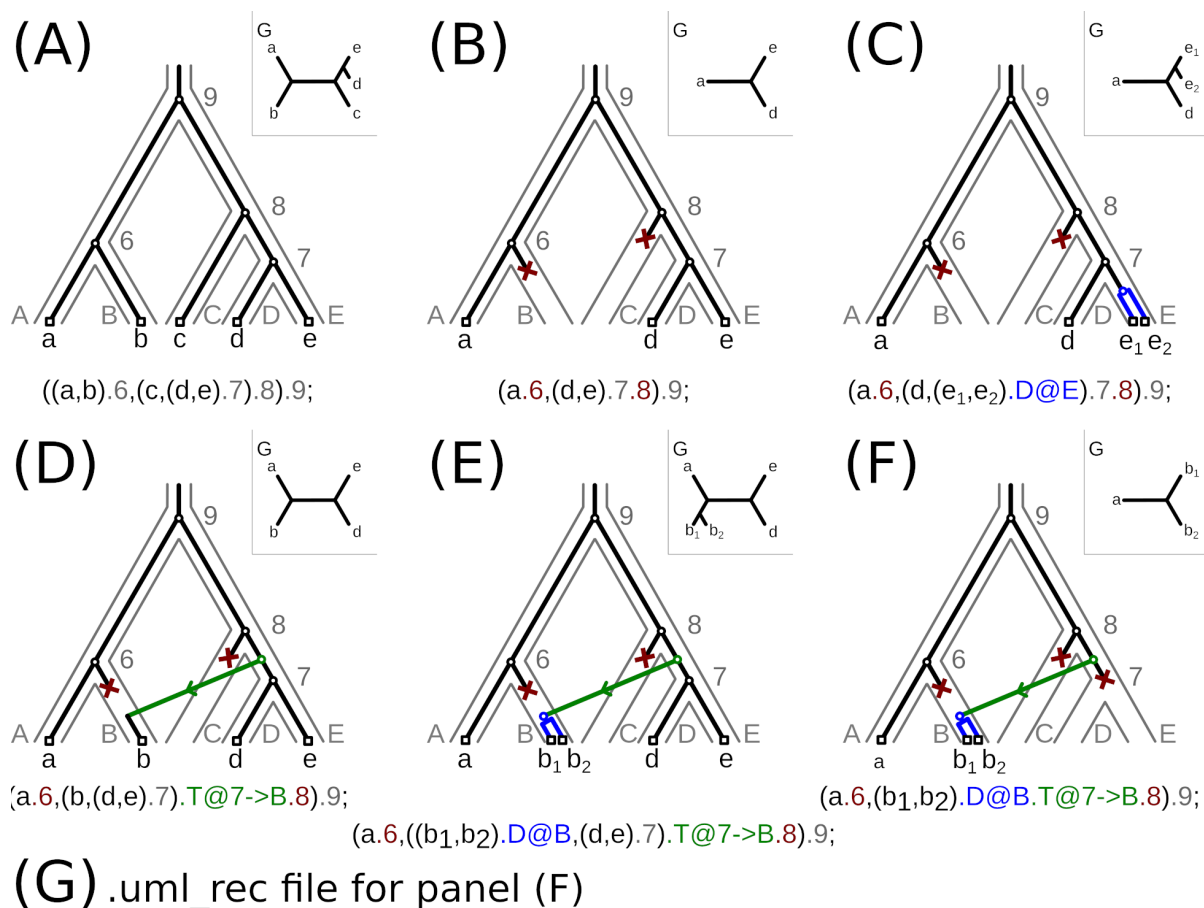 (A) (B) (C)
G G G
a e e e₁
a e₂
d
b c d d
9 9 9
8 8 8
6 7 6 7 6 7
A B C D E A B C D E A B C D E
a b c d e a d e a d e₁ e₂
((a,b).6,(c,(d,e).7).8).9; (a.6,(d,e).7.8).9; (a.6,(d,(e₁,e₂).D@E).7.8).9;
(D) (E) (F)
G G G
a e a e b₁
a
b d b₁ b₂ d b₂
9 9 9
8 8 8
6 7 6 7 6 7
A B C D E A B C D E A B C D E
a b d e a b₁ b₂ d e a b₁ b₂
(a.6,(b,(d,e).7).T@7->B.8).9; (a.6,(b₁,b₂).D@B.T@7->B.8).9;
(a.6,((b₁,b₂).D@B,(d,e).7).T@7->B.8).9;
(G) .uml_rec file for panel (F)